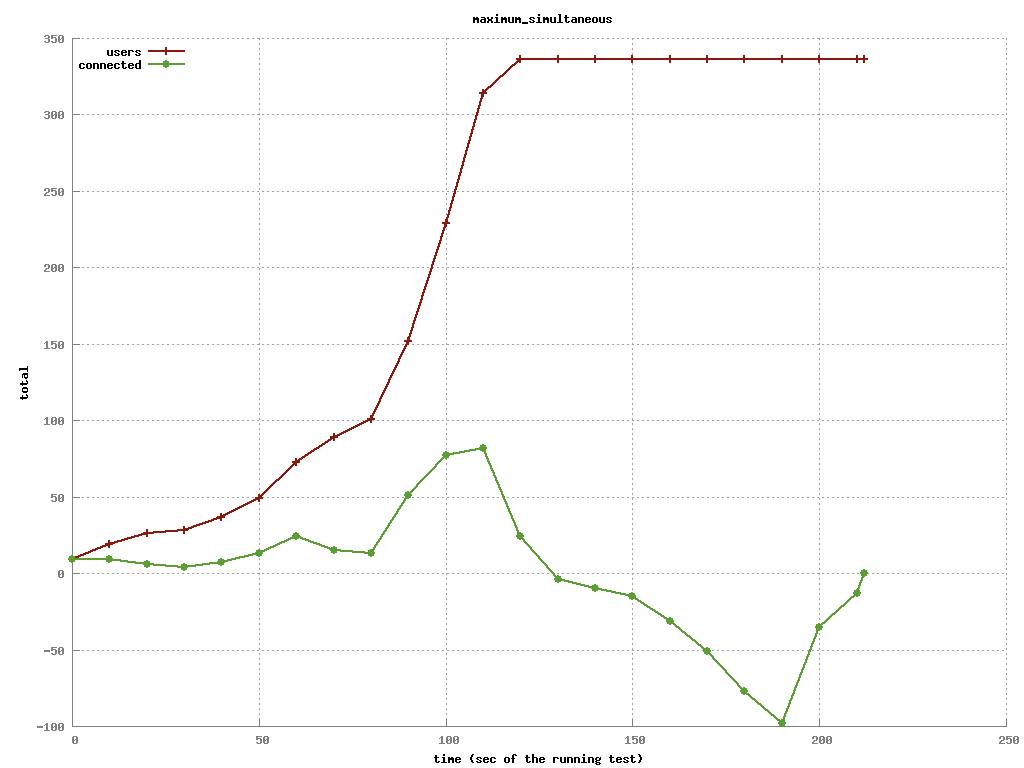 maximum_simultaneous
350
users
connected
300
250
200
150
total
100
50
0
-50
-100
0 50 100 150 200 250
time (sec of the running test)